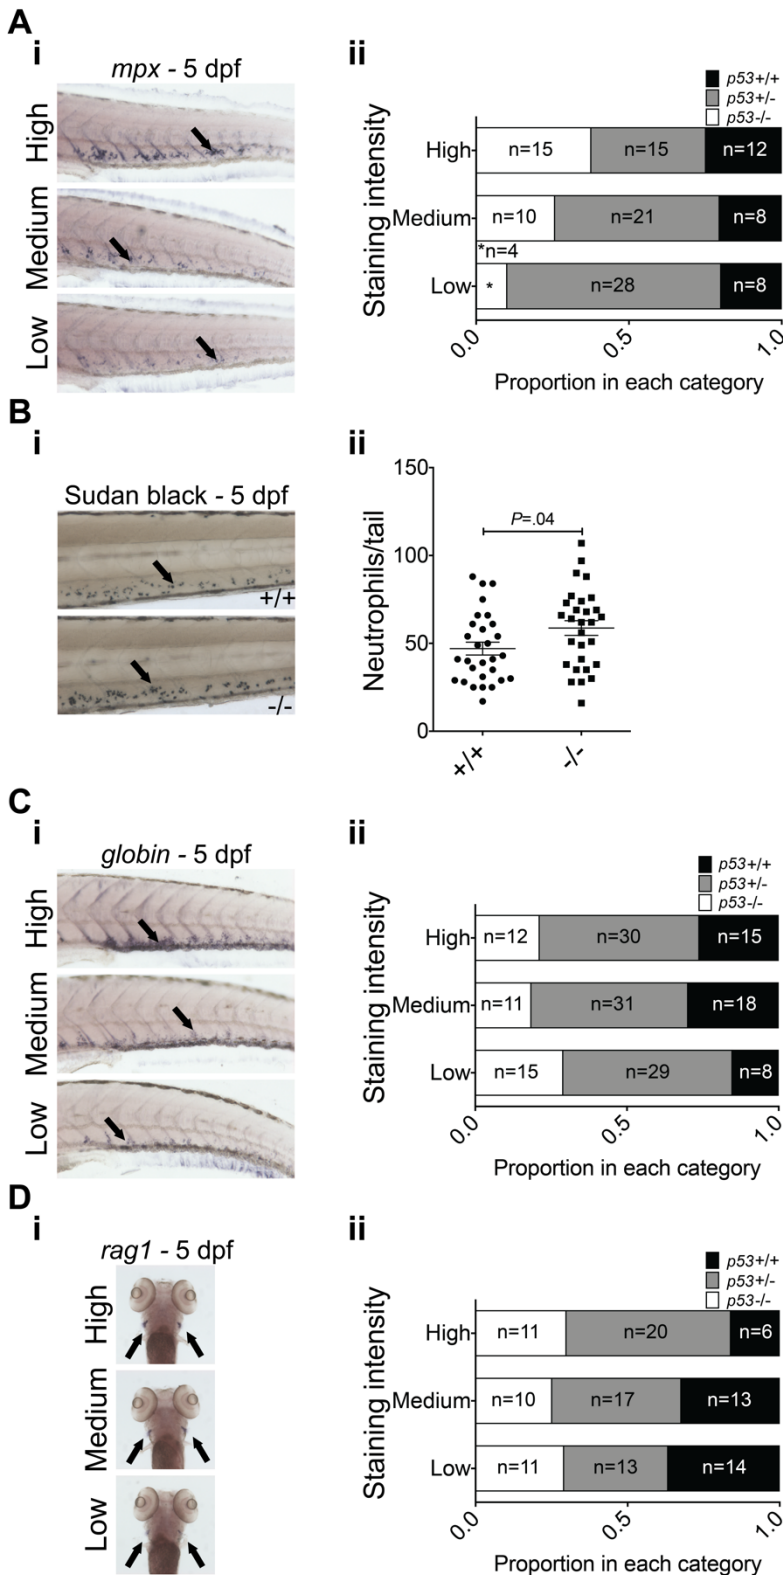 A
i
mpx - 5 dpf
High
Medium
Low
ii
p53+/+
p53+/-
p53-/-
Staining intensity
High
n=15
n=15
n=12
Medium
n=10
n=21
n=8
*n=4
Low
*
n=28
n=8
0.0
0.5
1.0
Proportion in each category
B
i
Sudan black - 5 dpf
+/+
-/-
ii
Neutrophils/tail
150
100
50
0
P=.04
+/+
-/-
C
i
globin - 5 dpf
High
Medium
Low
ii
p53+/+
p53+/-
p53-/-
Staining intensity
High
n=12
n=30
n=15
Medium
n=11
n=31
n=18
Low
n=15
n=29
n=8
0.0
0.5
1.0
Proportion in each category
D
i
rag1 - 5 dpf
High
Medium
Low
ii
p53+/+
p53+/-
p53-/-
Staining intensity
High
n=11
n=20
n=6
Medium
n=10
n=17
n=13
Low
n=11
n=13
n=14
0.0
0.5
1.0
Proportion in each category